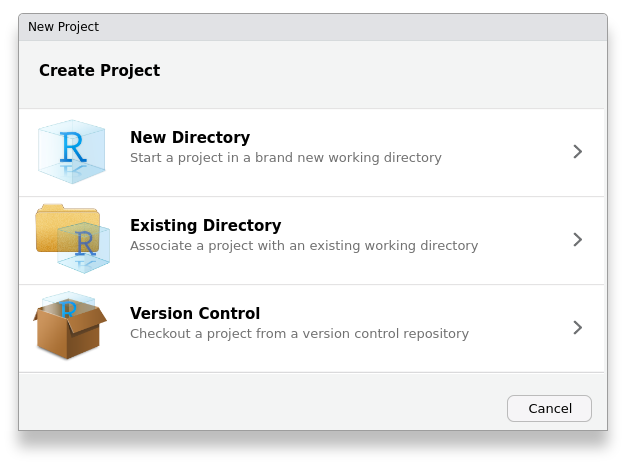 New Project
Create Project
R
New Directory
Start a project in a brand new working directory
R
Existing Directory
Associate a project with an existing working directory
R
Version Control
Checkout a project from a version control repository
Cancel